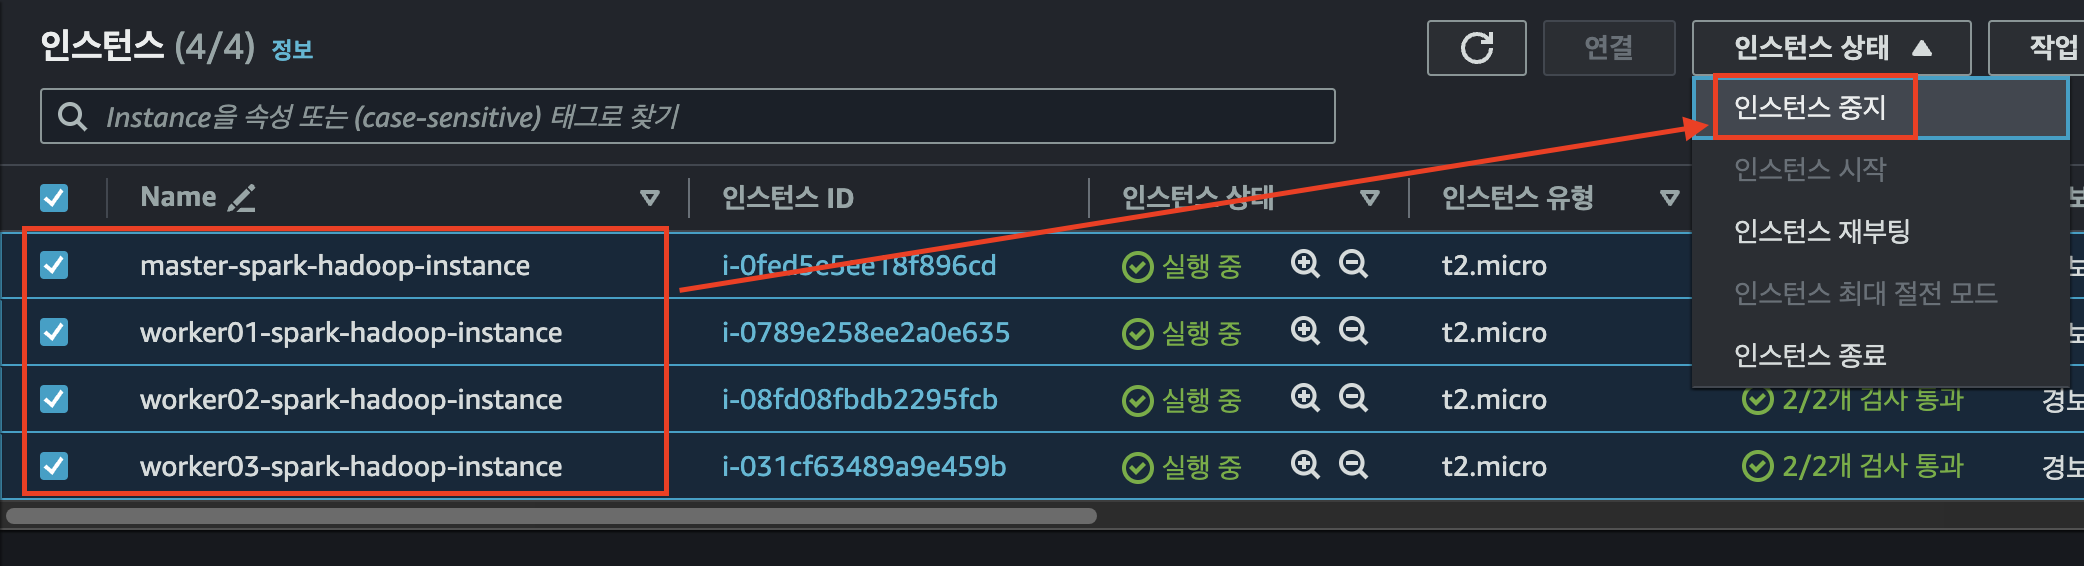 인스턴스 (4/4) 정보
연결
인스턴스 상태
작업
Instance을 속성 또는 (case-sensitive) 태그로 찾기
인스턴스 중지
인스턴스 시작
인스턴스 재부팅
인스턴스 최대 절전 모드
인스턴스 종료
Name 인스턴스 ID 인스턴스 상태 인스턴스 유형
master-spark-hadoop-instance i-0fed5e5ee18f896cd 실행 중 t2.micro
worker01-spark-hadoop-instance i-0789e258ee2a0e635 실행 중 t2.micro
worker02-spark-hadoop-instance i-08fd08fbdb2295fcb 실행 중 t2.micro 2/2개 검사 통과 경보
worker03-spark-hadoop-instance i-031cf63489a9e459b 실행 중 t2.micro 2/2개 검사 통과 경보